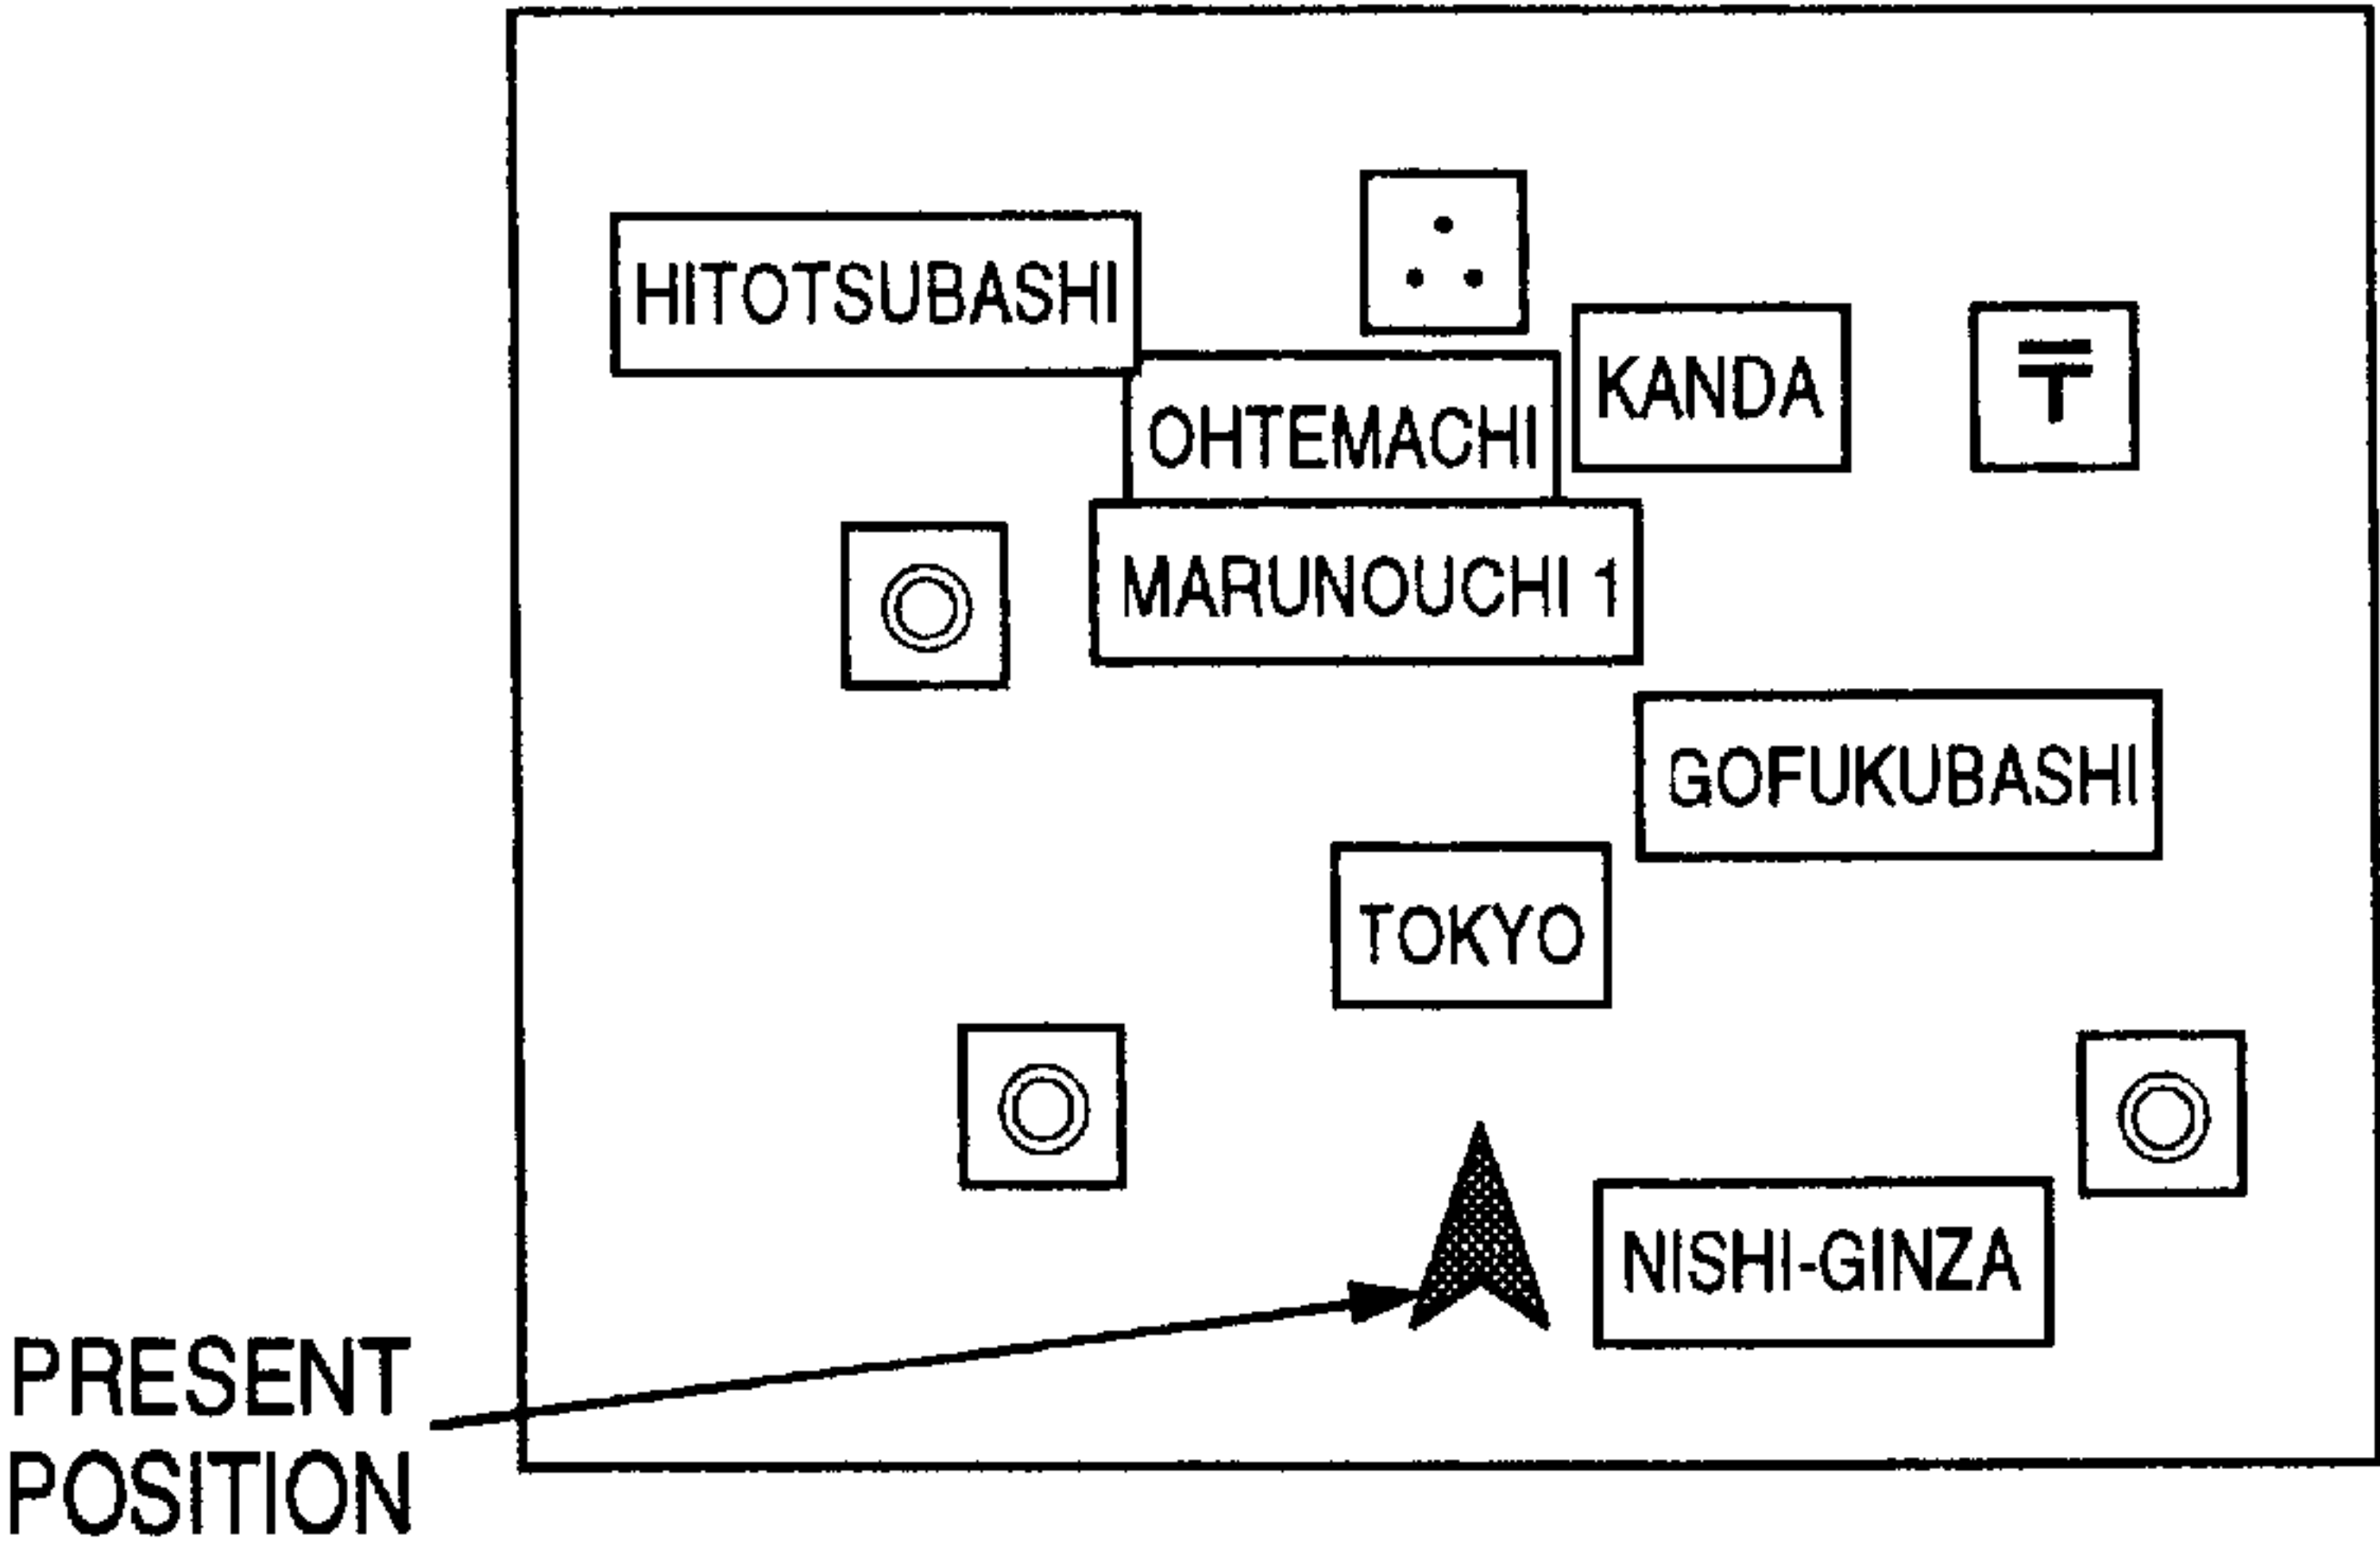 HITOTSUBASHI
KANDA
〒
OHTEMACHI
MARUNOUCHI 1
GOFUKUBASHI
TOKYO
NISHI-GINZA
PRESENT
POSITION